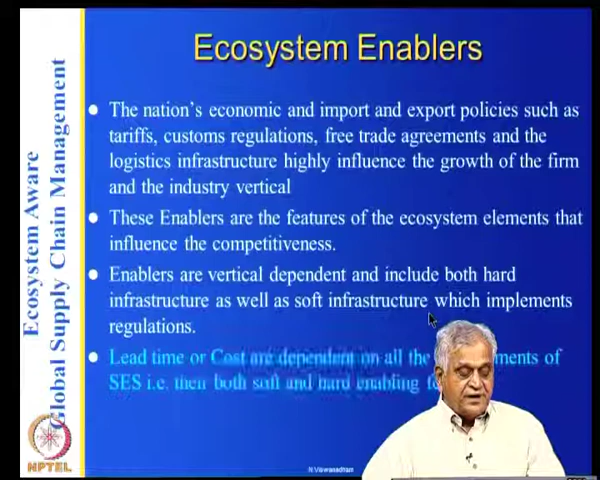 Ecosystem Enablers
Ecosystem Aware
Global Supply Chain Management
The nation's economic and import and export policies such as
tariffs, customs regulations, free trade agreements and the
logistics infrastructure highly influence the growth of the firm
and the industry vertical
These Enablers are the features of the ecosystem elements that
influence the competitiveness.
Enablers are vertical dependent and include both hard
infrastructure as well as soft infrastructure which implements
regulations.
Lead time or Cost are dependent on all the ments of
SES i.e. then both soft and hard enabling
NPTEL
N.Viswanadham